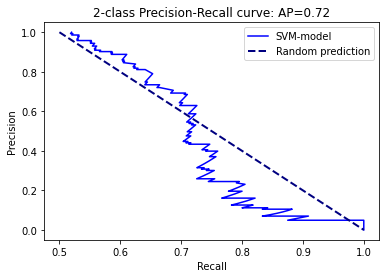 2-class Precision-Recall curve: AP=0.72
SVM-model
Random prediction
Precision
1.0
0.8
0.6
0.4
0.2
0.0
0.5 0.6 0.7 0.8 0.9 1.0
Recall